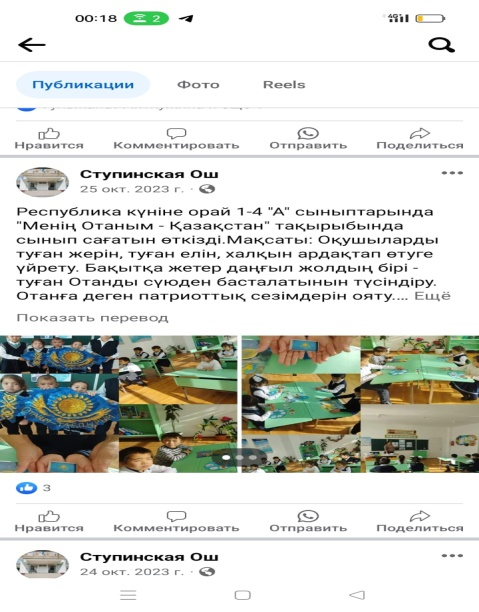 00:18 2
4G
Публикации Фото Reels
Нравится Комментировать Отправить Поделиться
Ступинская Ош
25 окт. 2023 г. ·
Республика күніне орай 1-4 "А" сыныптарында
"Менің Отаным - Қазақстан" тақырыбында
сынып сағатын өткізді.Мақсаты: Оқушыларды
туған жерін, туған елін, халқын ардақтап өтуге
үйрету. Бақытқа жетер даңғыл жолдың бірі -
туған Отанды сүюден басталатынын түсіндіру.
Отанға деген патриоттық сезімдерін ояту.... Ещё
Показать перевод
3
Нравится Комментировать Отправить Поделиться
Ступинская Ош
24 окт. 2023 г. ·